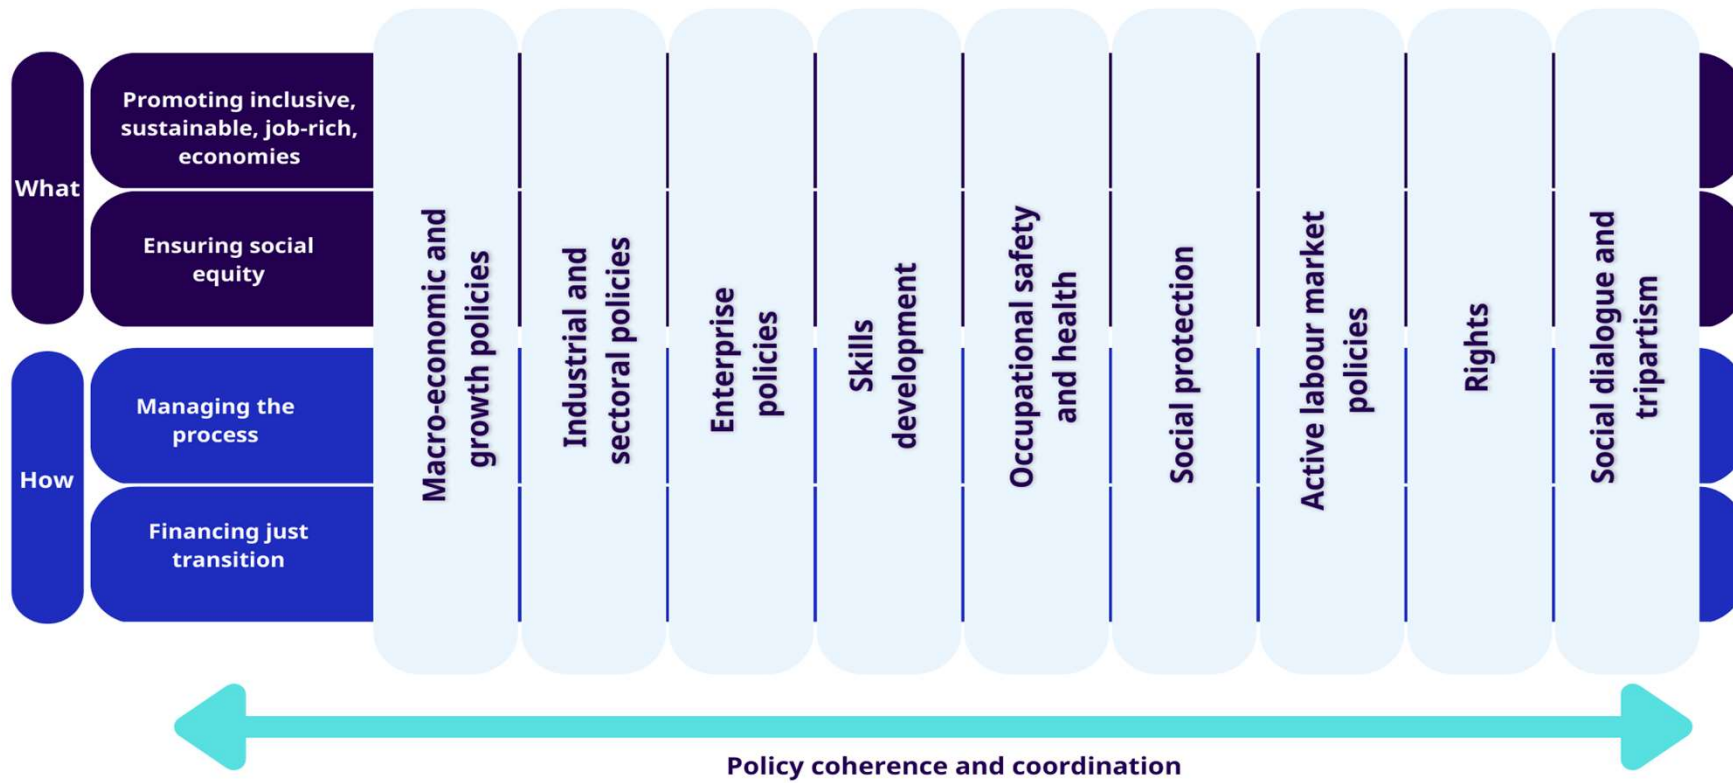 What
Promoting inclusive,
sustainable, job-rich,
economies
Ensuring social
equity
How
Managing the
process
Financing just
transition
Macro-economic and
growth policies
Industrial and
sectoral policies
Enterprise
policies
Skills
development
Occupational safety
and health
Social protection
Active labour market
policies
Rights
Social dialogue and
tripartism
Policy coherence and coordination